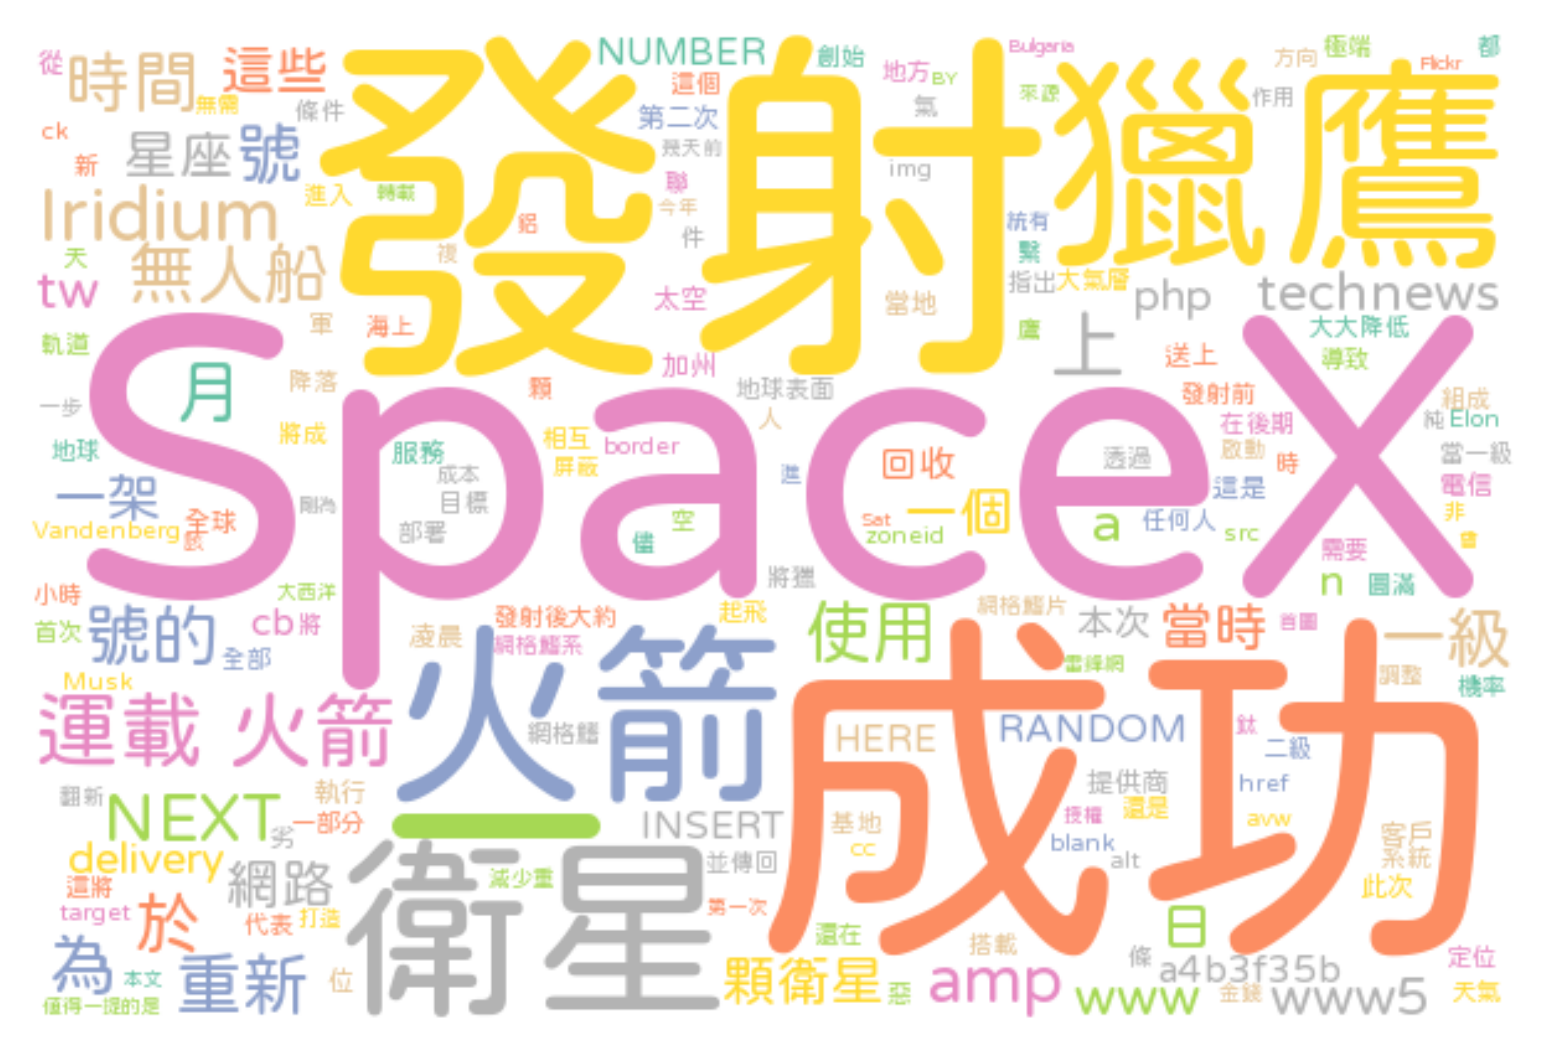 從 時間 這些 發射 NUMBER 創始 Bulgaria 方向 極端 都
無需 條件 這個 地方 BY 獵鷹 Flickr
ck 新 星座 號 第二次 氣 來源 作用
進入 轉載 幾天前 img
Iridium 聯 今年 統有
天 無人船 複 鋁 件 繫
tw 太空 當地 指出 大氣層 php technews
軍 海上 鷹 上 大大降低
軌道 加州 送上 導致
SpaceX
月 降落 顆 地球表面 發射前 組成
一步 將成 人 在後期 純 Elon
地球 服務 相互 border 回收 透過 啟動 當一級
一架 成本 屏蔽 進 這是 時 電信
剛為 目標 一個 非
Vandenberg 全球 部署 空 Sat a 任何人 src
儘 zoneid 需要 會
小時 大西洋 將獵 n 圓滿
首次 號的 cb 將 發射後大約 起飛 使用 網格鰭片 本次 當時 首圖 一級
全部 凌晨 網格鰭系 雷鋒網 調整
Musk 機率
運載 火箭 火箭 網格鰭 成功 HERE RANDOM 鈦 二級
翻新 執行 提供商 href
NEXT 劣 一部分 一 INSERT 基地 授權 還是 avw 客戶
delivery 網路 並傳回 cc blank alt 系統
這將 衛星 減少重 此次
target 於 代表 打造 第一次 還在 日
為 本文 重新 位 顆衛星 惡 搭載 amp 條 a4b3f35b 定位
值得一提的是 www 金錢 www5 天氣